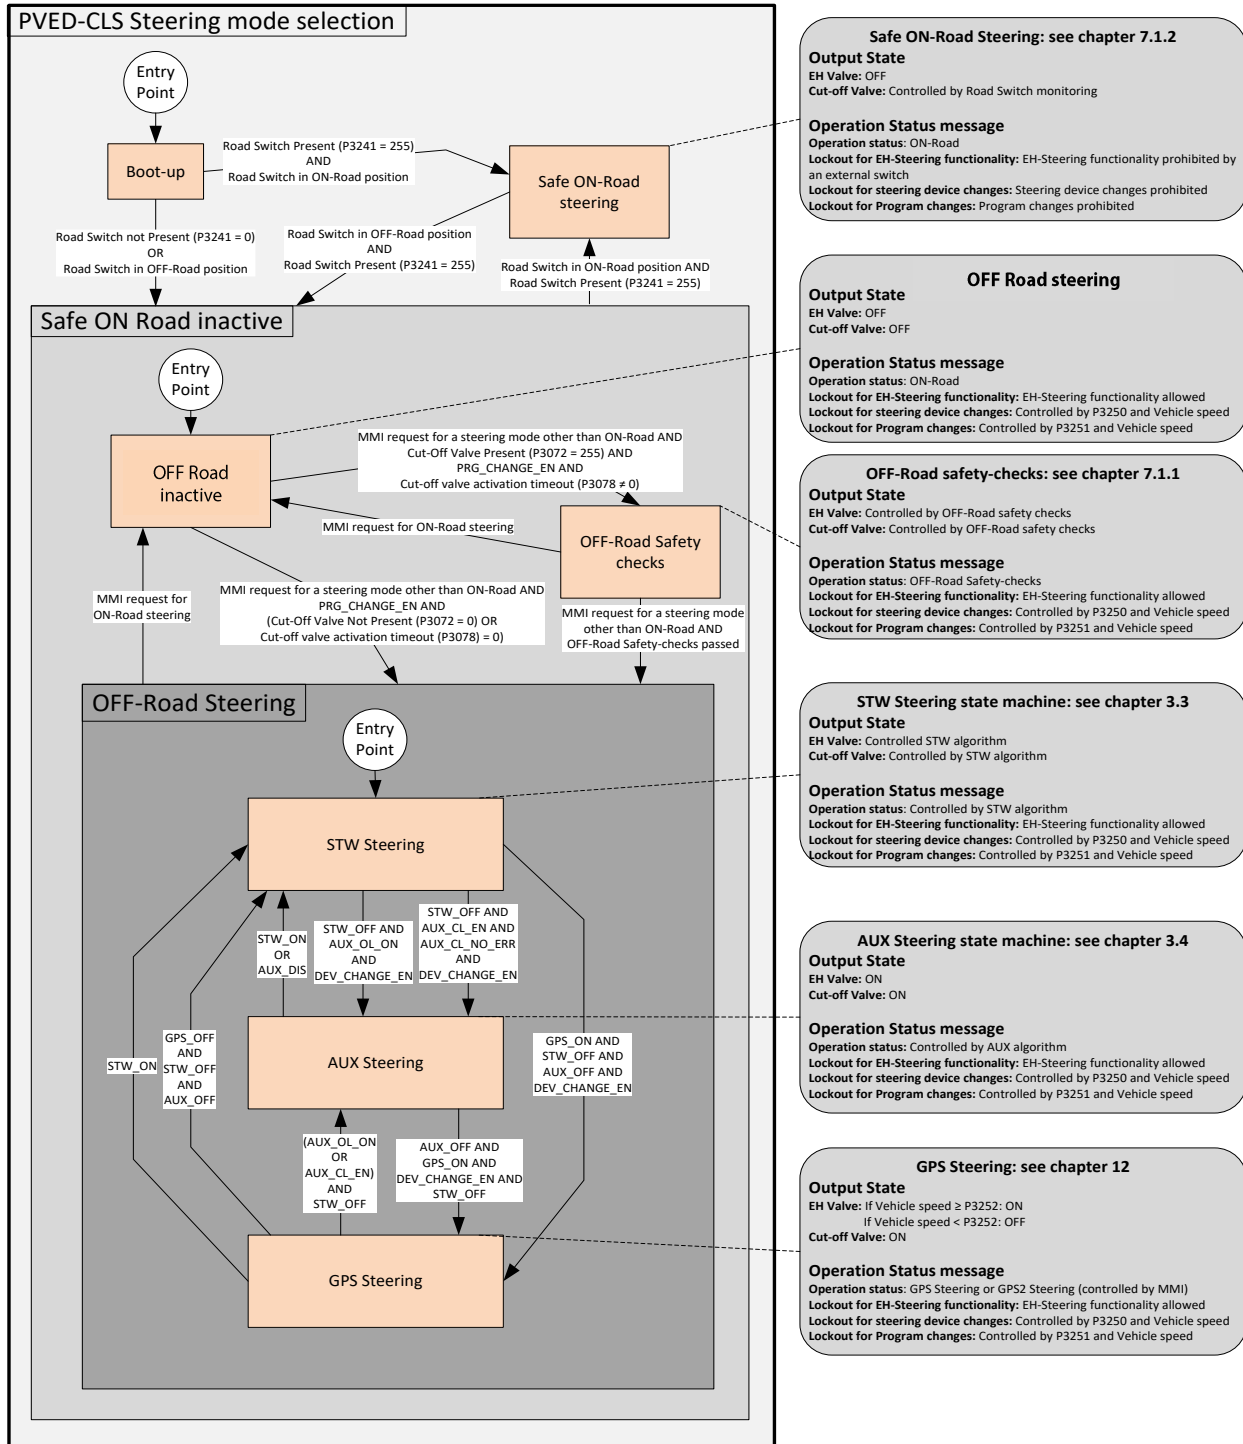 PVED-CLS Steering mode selection
Entry
Point
Boot-up
Road Switch Present (P3241 = 255)
AND
Road Switch in ON-Road position
Safe ON-Road
steering
Road Switch not Present (P3241 = 0)
OR
Road Switch in OFF-Road position
Road Switch in OFF-Road position
AND
Road Switch Present (P3241 = 255)
Road Switch in ON-Road position AND
Road Switch Present (P3241 = 255)
Safe ON Road inactive
Entry
Point
OFF Road
inactive
MMI request for a steering mode other than ON-Road AND
Cut-Off Valve Present (P3072 = 255) AND
PRG_CHANGE_EN AND
Cut-off valve activation timeout (P3078 ≠ 0)
MMI request for ON-Road steering
OFF-Road Safety
checks
MMI request for
ON-Road steering
MMI request for a steering mode other than ON-Road AND
PRG_CHANGE_EN AND
(Cut-Off Valve Not Present (P3072 = 0) OR
Cut-off valve activation timeout (P3078) = 0)
MMI request for a steering mode
other than ON-Road AND
OFF-Road Safety-checks passed
OFF-Road Steering
Entry
Point
STW Steering
STW_ON
OR
AUX_DIS
STW_OFF AND
AUX_OL_ON
AND
DEV_CHANGE_EN
STW_OFF AND
AUX_CL_EN AND
AUX_CL_NO_ERR
AND
DEV_CHANGE_EN
STW_ON
GPS_OFF
AND
STW_OFF
AND
AUX_OFF
AUX Steering
GPS_ON AND
STW_OFF AND
AUX_OFF AND
DEV_CHANGE_EN
(AUX_OL_ON
OR
AUX_CL_EN)
AND
STW_OFF
AUX_OFF AND
GPS_ON AND
DEV_CHANGE_EN AND
STW_OFF
GPS Steering
Safe ON-Road Steering: see chapter 7.1.2
Output State
EH Valve: OFF
Cut-off Valve: Controlled by Road Switch monitoring
Operation Status message
Operation status: ON-Road
Lockout for EH-Steering functionality: EH-Steering functionality prohibited by
an external switch
Lockout for steering device changes: Steering device changes prohibited
Lockout for Program changes: Program changes prohibited
OFF Road steering
Output State
EH Valve: OFF
Cut-off Valve: OFF
Operation Status message
Operation status: ON-Road
Lockout for EH-Steering functionality: EH-Steering functionality allowed
Lockout for steering device changes: Controlled by P3250 and Vehicle speed
Lockout for Program changes: Controlled by P3251 and Vehicle speed
OFF-Road safety-checks: see chapter 7.1.1
Output State
EH Valve: Controlled by OFF-Road safety checks
Cut-off Valve: Controlled by OFF-Road safety checks
Operation Status message
Operation status: OFF-Road Safety-checks
Lockout for EH-Steering functionality: EH-Steering functionality allowed
Lockout for steering device changes: Controlled by P3250 and Vehicle speed
Lockout for Program changes: Controlled by P3251 and Vehicle speed
STW Steering state machine: see chapter 3.3
Output State
EH Valve: Controlled STW algorithm
Cut-off Valve: Controlled by STW algorithm
Operation Status message
Operation status: Controlled by STW algorithm
Lockout for EH-Steering functionality: EH-Steering functionality allowed
Lockout for steering device changes: Controlled by P3250 and Vehicle speed
Lockout for Program changes: Controlled by P3251 and Vehicle speed
AUX Steering state machine: see chapter 3.4
Output State
EH Valve: ON
Cut-off Valve: ON
Operation Status message
Operation status: Controlled by AUX algorithm
Lockout for EH-Steering functionality: EH-Steering functionality allowed
Lockout for steering device changes: Controlled by P3250 and Vehicle speed
Lockout for Program changes: Controlled by P3251 and Vehicle speed
GPS Steering: see chapter 12
Output State
EH Valve: If Vehicle speed ≥ P3252: ON
If Vehicle speed < P3252: OFF
Cut-off Valve: ON
Operation Status message
Operation status: GPS Steering or GPS2 Steering (controlled by MMI)
Lockout for EH-Steering functionality: EH-Steering functionality allowed
Lockout for steering device changes: Controlled by P3250 and Vehicle speed
Lockout for Program changes: Controlled by P3251 and Vehicle speed